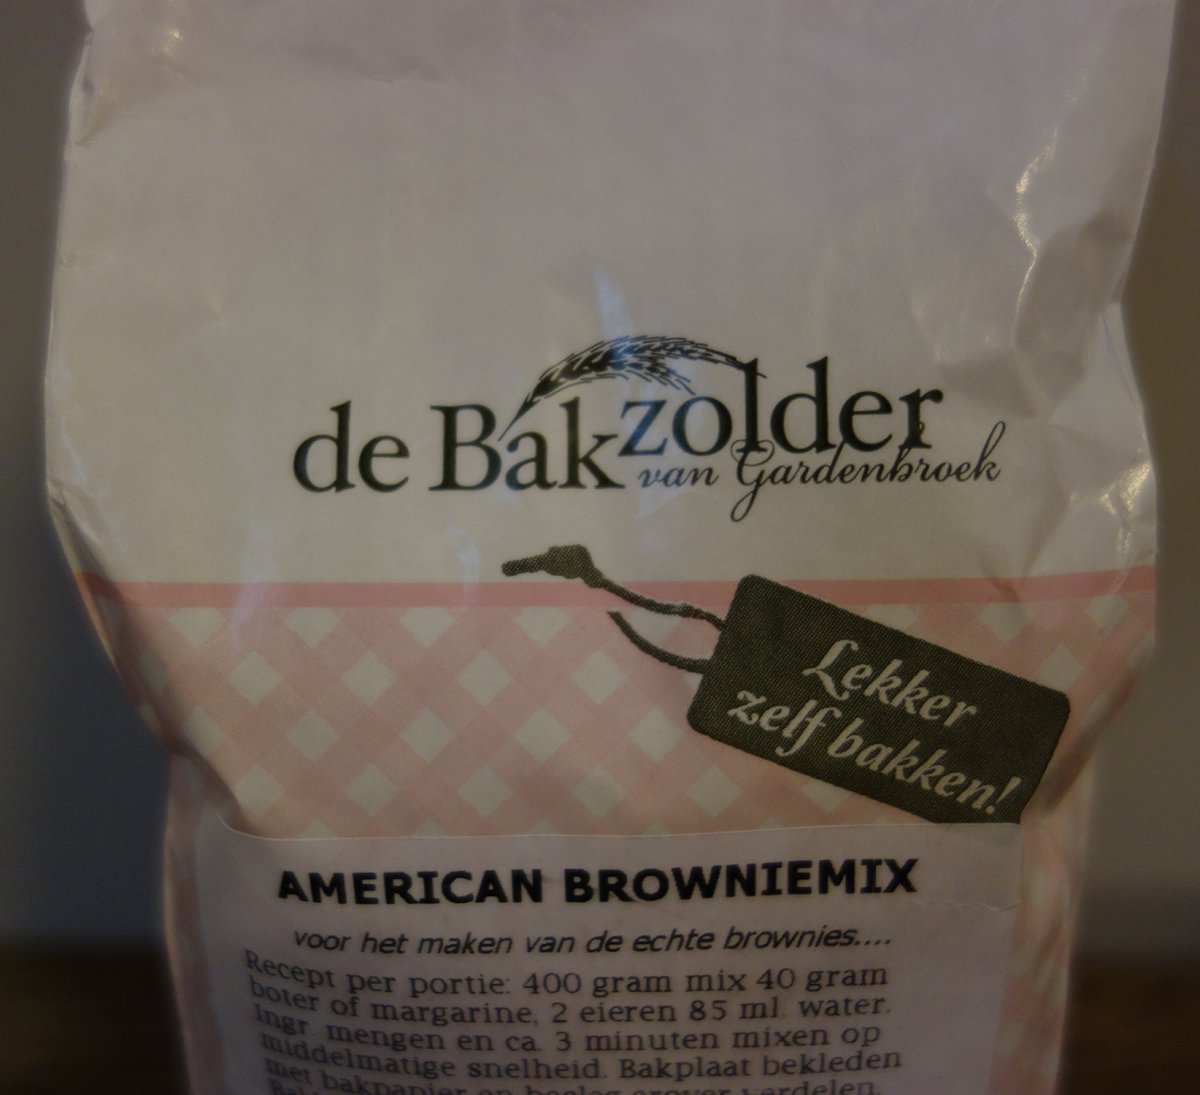 de Bakzolder
van Gardenbroek
Lekker
zelf bakken!
AMERICAN BROWNIEMIX
voor het maken van de echte brownies....
Recept per portie: 400 gram mix 40 gram
boter of margarine, 2 eieren 85 ml. water.
Ingr. mengen en ca. 3 minuten mixen op
middelmatige snelheid. Bakplaat bekleden
met bakpapier en beslag erover verdelen.